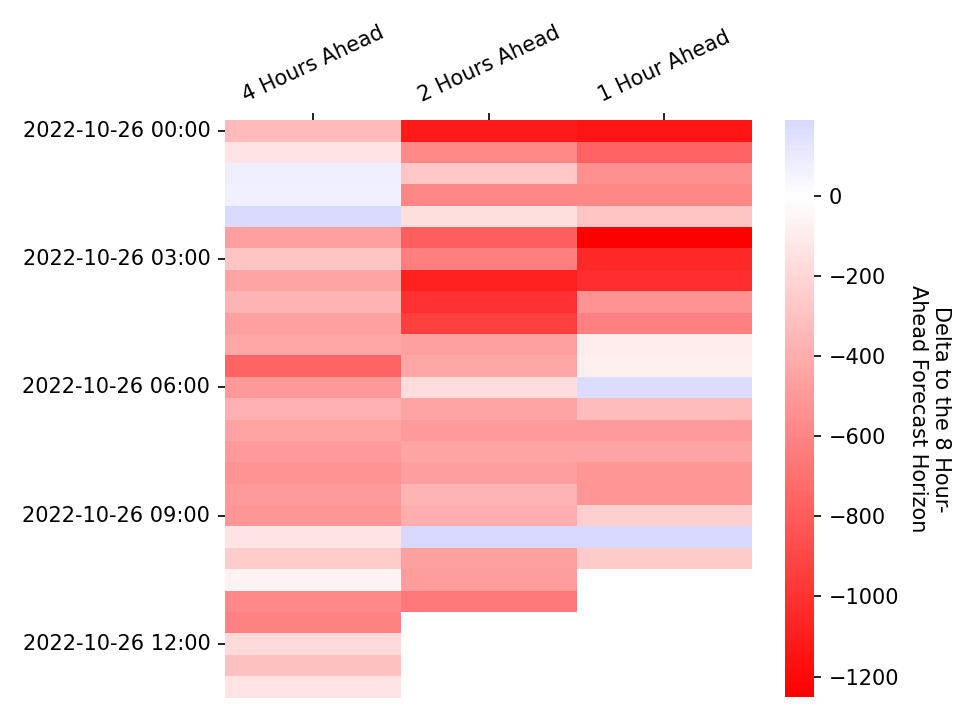 4 Hours Ahead
2 Hours Ahead
1 Hour Ahead
2022-10-26 00:00
2022-10-26 03:00
2022-10-26 06:00
2022-10-26 09:00
2022-10-26 12:00
0
−200
−400
−600
−800
−1000
−1200
Delta to the 8 Hour-
Ahead Forecast Horizon